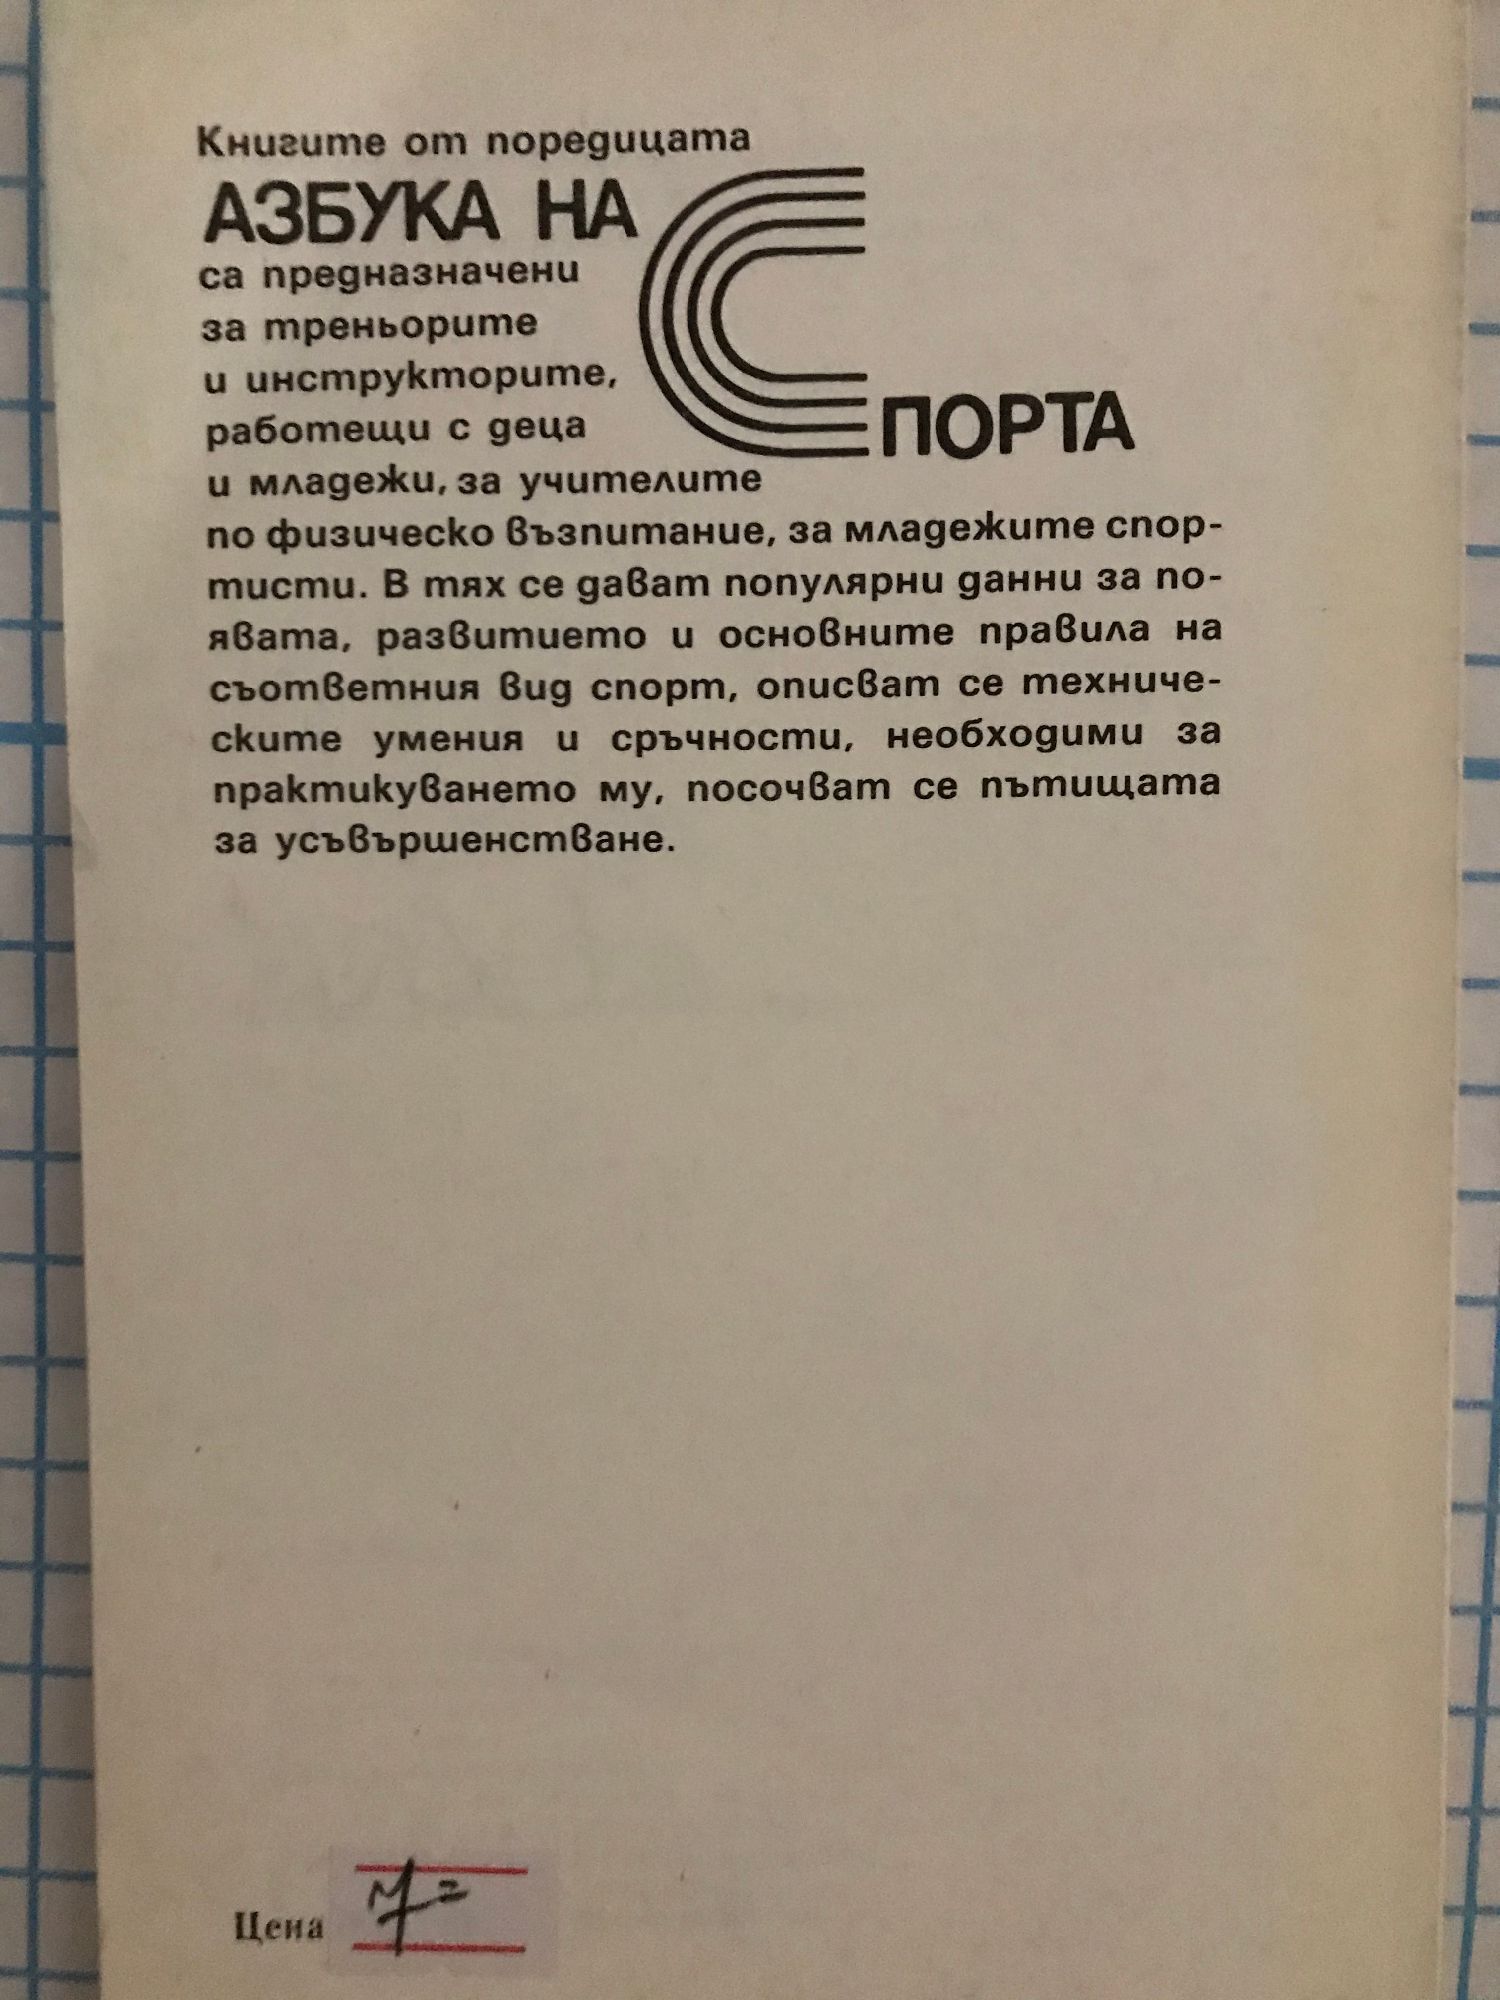 Книгите от поредицата
АЗБУКА НА СПОРТА
са предназначени
за треньорите
и инструкторите,
работещи с деца
и младежи, за учителите
по физическо възпитание, за младежите спор-
тисти. В тях се дават популярни данни за по-
явата, развитието и основните правила на
съответния вид спорт, описват се техниче-
ските умения и сръчности, необходими за
практикуването му, посочват се пътищата
за усъвършенстване.
Цена 7=